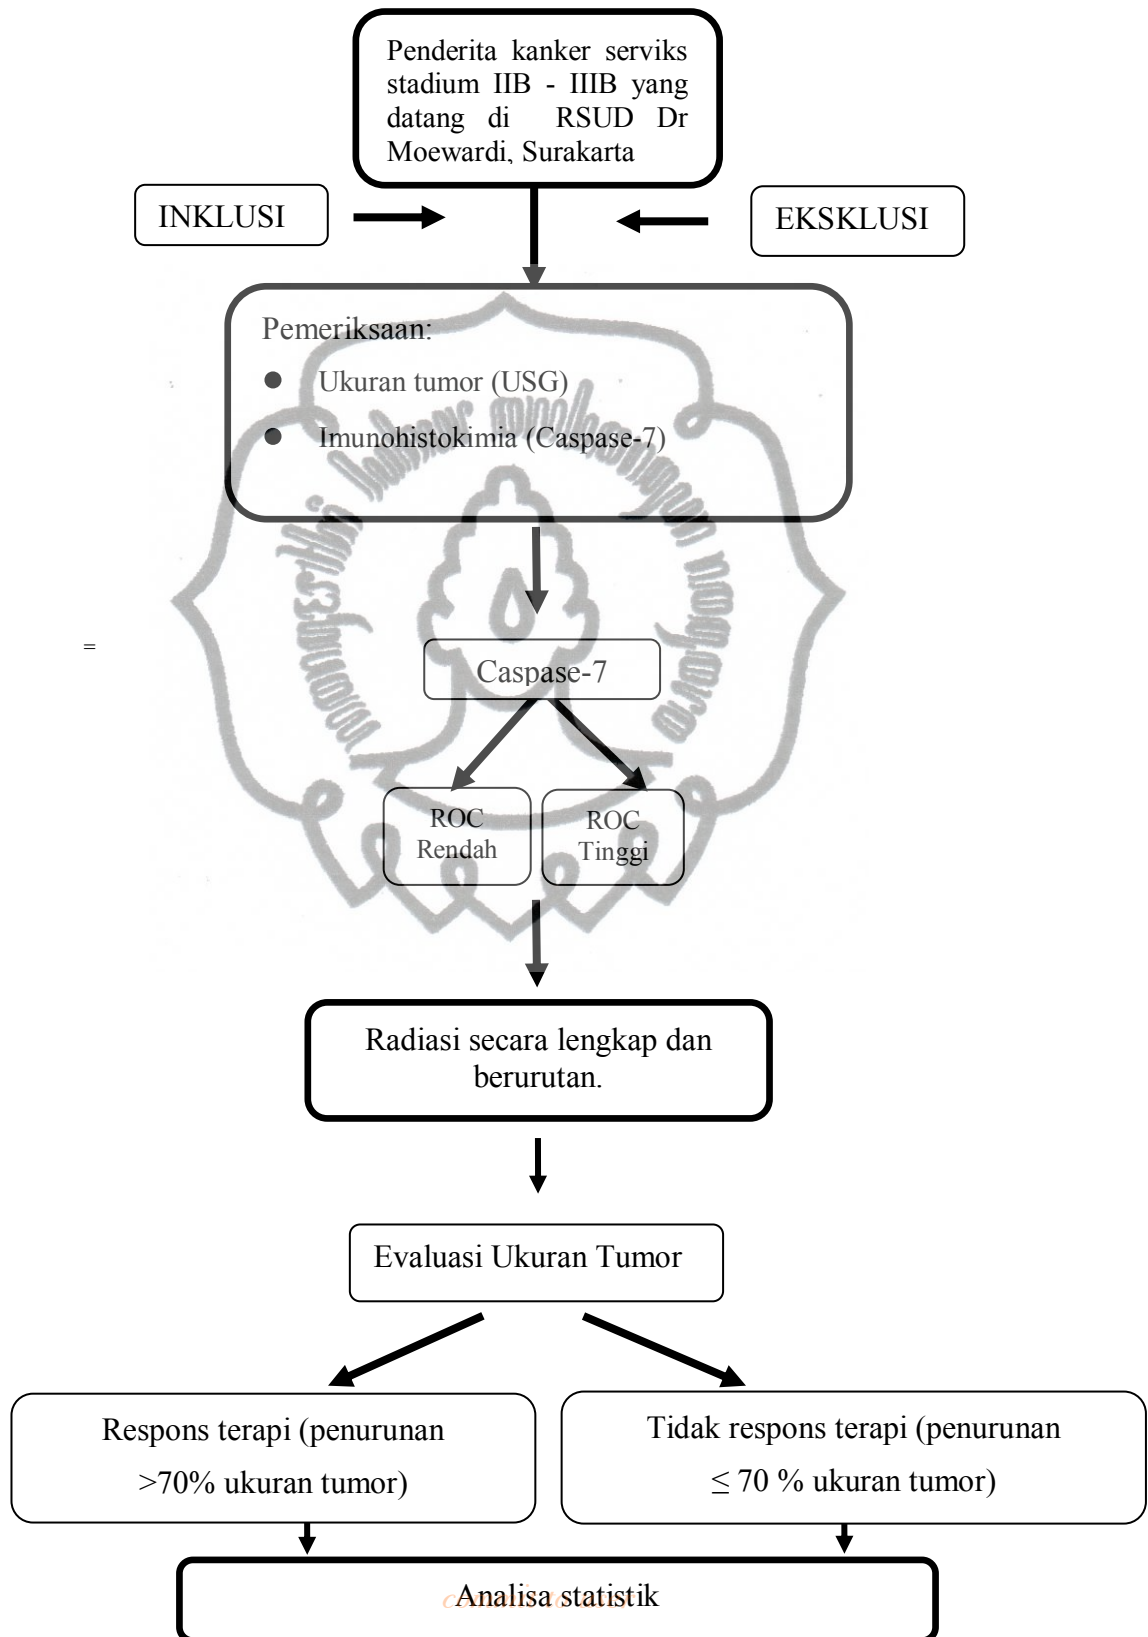 Penderita kanker serviks
stadium IIB - IIIB yang
datang di RSUD Dr
Moewardi, Surakarta
INKLUSI
EKSKLUSI
Pemeriksaan:
● Ukuran tumor (USG)
● Imunohistokimia (Caspase-7)
=
Caspase-7
ROC
Rendah
ROC
Tinggi
Radiasi secara lengkap dan
berurutan.
Evaluasi Ukuran Tumor
Respons terapi (penurunan
>70% ukuran tumor)
Tidak respons terapi (penurunan
≤ 70 % ukuran tumor)
Analisa statistik